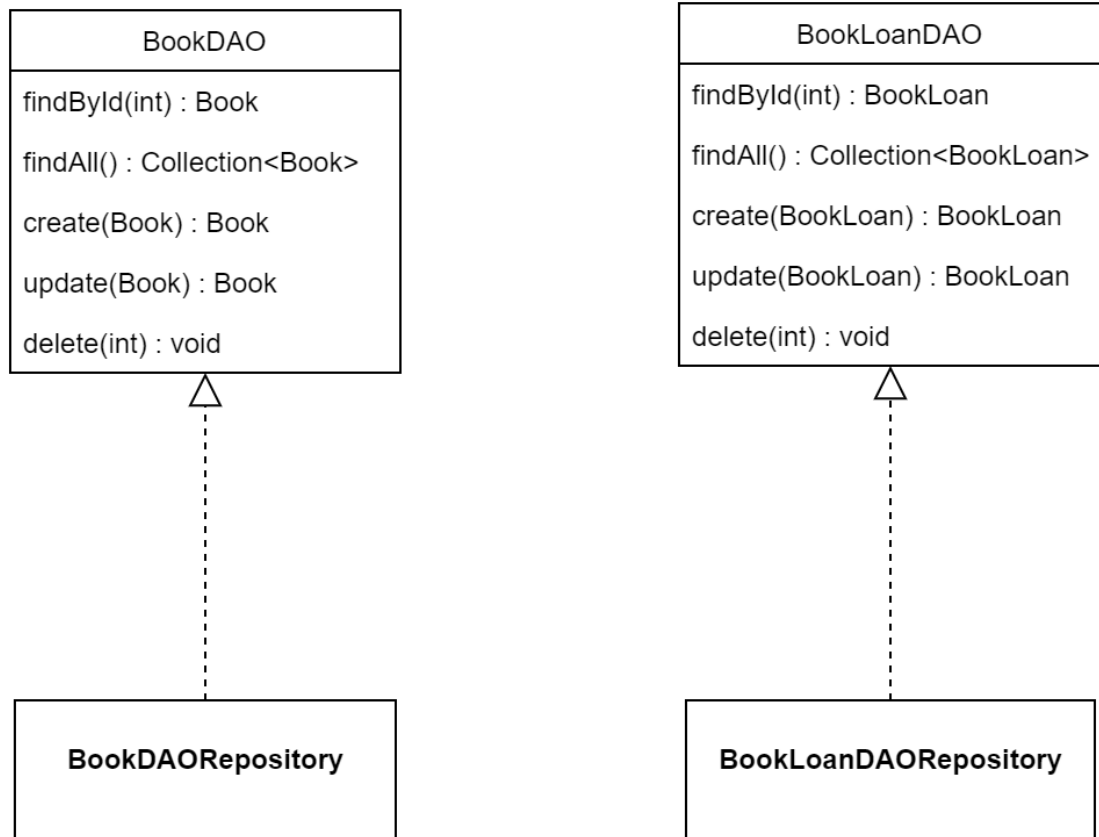 BookDAO
findById(int) : Book
findAll() : Collection<Book>
create(Book) : Book
update(Book) : Book
delete(int) : void
BookLoanDAO
findById(int) : BookLoan
findAll() : Collection<BookLoan>
create(BookLoan) : BookLoan
update(BookLoan) : BookLoan
delete(int) : void
BookDAORepository
BookLoanDAORepository